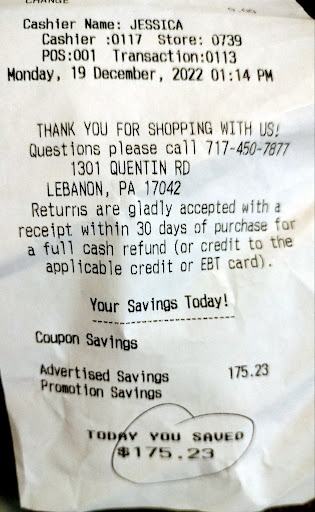 CHANGE
Cashier Name: JESSICA
Cashier :0117 Store: 0739
POS:001 Transaction:0113
Monday, 19 December, 2022 01:14 PM
THANK YOU FOR SHOPPING WITH US!
Questions please call 717-450-7877
1301 QUENTIN RD
LEBANON, PA 17042
Returns are gladly accepted with a
receipt within 30 days of purchase for
a full cash refund (or credit to the
applicable credit or EBT card).
Your Savings Today!
Coupon Savings
Advertised Savings 175.23
Promotion Savings
TODAY YOU SAVED
$175.23